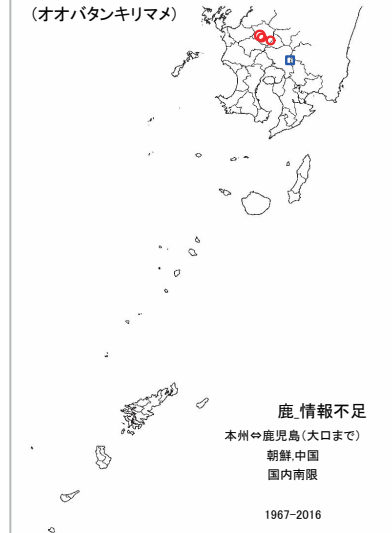 (オオバタンキリマメ)
鹿_情報不足
本州⇔鹿児島(大口まで)
朝鮮,中国
国内南限
1967-2016